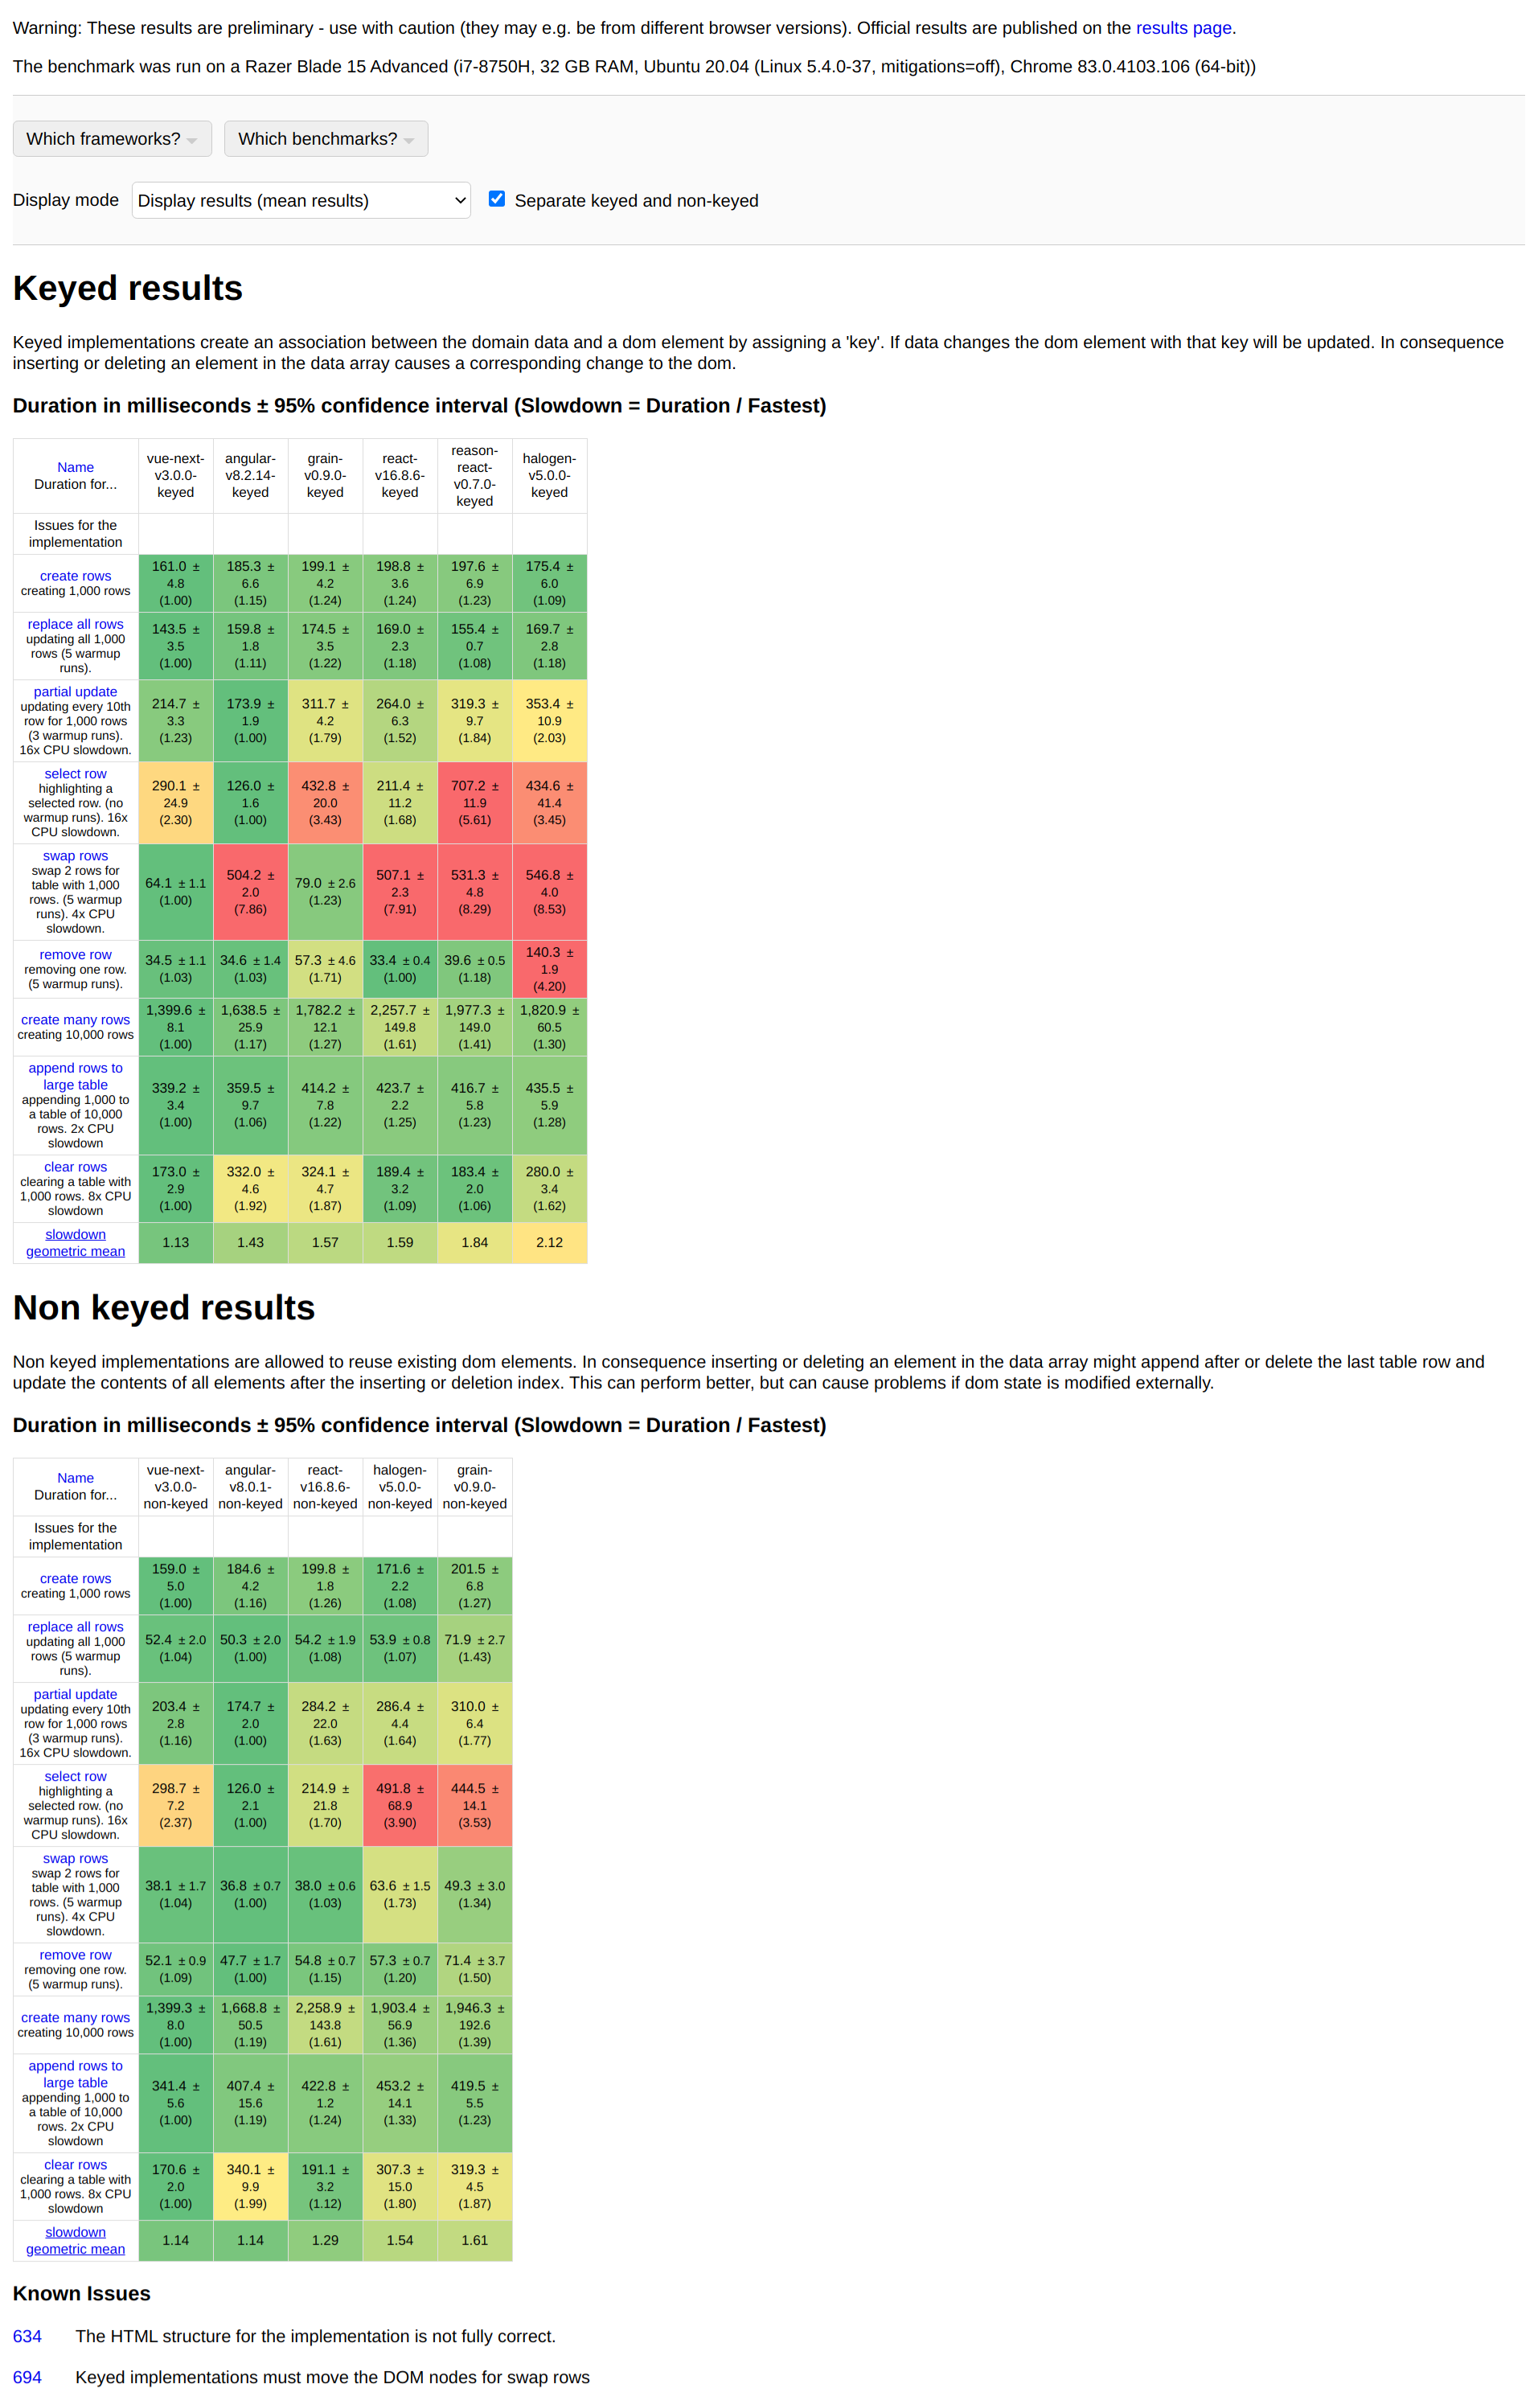 Warning: These results are preliminary - use with caution (they may e.g. be from different browser versions). Official results are published on the results page.
The benchmark was run on a Razer Blade 15 Advanced (i7-8750H, 32 GB RAM, Ubuntu 20.04 (Linux 5.4.0-37, mitigations=off), Chrome 83.0.4103.106 (64-bit))
Which frameworks? Which benchmarks?
Display mode Display results (mean results) Separate keyed and non-keyed
Keyed results
Keyed implementations create an association between the domain data and a dom element by assigning a 'key'. If data changes the dom element with that key will be updated. In consequence
inserting or deleting an element in the data array causes a corresponding change to the dom.
Duration in milliseconds ± 95% confidence interval (Slowdown = Duration / Fastest)
Name
Duration for...
vue-next-
v3.0.0-
keyed
angular-
v8.2.14-
keyed
grain-
v0.9.0-
keyed
react-
v16.8.6-
keyed
reason-
react-
v0.7.0-
keyed
halogen-
v5.0.0-
keyed
Issues for the
implementation
create rows
creating 1,000 rows
161.0 ±
4.8
(1.00)
185.3 ±
6.6
(1.15)
199.1 ±
4.2
(1.24)
198.8 ±
3.6
(1.24)
197.6 ±
6.9
(1.23)
175.4 ±
6.0
(1.09)
replace all rows
updating all 1,000
rows (5 warmup
runs).
143.5 ±
3.5
(1.00)
159.8 ±
1.8
(1.11)
174.5 ±
3.5
(1.22)
169.0 ±
2.3
(1.18)
155.4 ±
0.7
(1.08)
169.7 ±
2.8
(1.18)
partial update
updating every 10th
row for 1,000 rows
(3 warmup runs).
16x CPU slowdown.
214.7 ±
3.3
(1.23)
173.9 ±
1.9
(1.00)
311.7 ±
4.2
(1.79)
264.0 ±
6.3
(1.52)
319.3 ±
9.7
(1.84)
353.4 ±
10.9
(2.03)
select row
highlighting a
selected row. (no
warmup runs). 16x
CPU slowdown.
290.1 ±
24.9
(2.30)
126.0 ±
1.6
(1.00)
432.8 ±
20.0
(3.43)
211.4 ±
11.2
(1.68)
707.2 ±
11.9
(5.61)
434.6 ±
41.4
(3.45)
swap rows
swap 2 rows for
table with 1,000
rows. (5 warmup
runs). 4x CPU
slowdown.
64.1 ± 1.1
(1.00)
504.2 ±
2.0
(7.86)
79.0 ± 2.6
(1.23)
507.1 ±
2.3
(7.91)
531.3 ±
4.8
(8.29)
546.8 ±
4.0
(8.53)
remove row
removing one row.
(5 warmup runs).
34.5 ± 1.1
(1.03)
34.6 ± 1.4
(1.03)
57.3 ± 4.6
(1.71)
33.4 ± 0.4
(1.00)
39.6 ± 0.5
(1.18)
140.3 ±
1.9
(4.20)
create many rows
creating 10,000 rows
1,399.6 ±
8.1
(1.00)
1,638.5 ±
25.9
(1.17)
1,782.2 ±
12.1
(1.27)
2,257.7 ±
149.8
(1.61)
1,977.3 ±
149.0
(1.41)
1,820.9 ±
60.5
(1.30)
append rows to
large table
appending 1,000 to
a table of 10,000
rows. 2x CPU
slowdown
339.2 ±
3.4
(1.00)
359.5 ±
9.7
(1.06)
414.2 ±
7.8
(1.22)
423.7 ±
2.2
(1.25)
416.7 ±
5.8
(1.23)
435.5 ±
5.9
(1.28)
clear rows
clearing a table with
1,000 rows. 8x CPU
slowdown
173.0 ±
2.9
(1.00)
332.0 ±
4.6
(1.92)
324.1 ±
4.7
(1.87)
189.4 ±
3.2
(1.09)
183.4 ±
2.0
(1.06)
280.0 ±
3.4
(1.62)
slowdown
geometric mean
1.13
1.43
1.57
1.59
1.84
2.12
Non keyed results
Non keyed implementations are allowed to reuse existing dom elements. In consequence inserting or deleting an element in the data array might append after or delete the last table row and
update the contents of all elements after the inserting or deletion index. This can perform better, but can cause problems if dom state is modified externally.
Duration in milliseconds ± 95% confidence interval (Slowdown = Duration / Fastest)
Name
Duration for...
vue-next-
v3.0.0-
non-keyed
angular-
v8.0.1-
non-keyed
react-
v16.8.6-
non-keyed
halogen-
v5.0.0-
non-keyed
grain-
v0.9.0-
non-keyed
Issues for the
implementation
create rows
creating 1,000 rows
159.0 ±
5.0
(1.00)
184.6 ±
4.2
(1.16)
199.8 ±
1.8
(1.26)
171.6 ±
2.2
(1.08)
201.5 ±
6.8
(1.27)
replace all rows
updating all 1,000
rows (5 warmup
runs).
52.4 ± 2.0
(1.04)
50.3 ± 2.0
(1.00)
54.2 ± 1.9
(1.08)
53.9 ± 0.8
(1.07)
71.9 ± 2.7
(1.43)
partial update
updating every 10th
row for 1,000 rows
(3 warmup runs).
16x CPU slowdown.
203.4 ±
2.8
(1.16)
174.7 ±
2.0
(1.00)
284.2 ±
22.0
(1.63)
286.4 ±
4.4
(1.64)
310.0 ±
6.4
(1.77)
select row
highlighting a
selected row. (no
warmup runs). 16x
CPU slowdown.
298.7 ±
7.2
(2.37)
126.0 ±
2.1
(1.00)
214.9 ±
21.8
(1.70)
491.8 ±
68.9
(3.90)
444.5 ±
14.1
(3.53)
swap rows
swap 2 rows for
table with 1,000
rows. (5 warmup
runs). 4x CPU
slowdown.
38.1 ± 1.7
(1.04)
36.8 ± 0.7
(1.00)
38.0 ± 0.6
(1.03)
63.6 ± 1.5
(1.73)
49.3 ± 3.0
(1.34)
remove row
removing one row.
(5 warmup runs).
52.1 ± 0.9
(1.09)
47.7 ± 1.7
(1.00)
54.8 ± 0.7
(1.15)
57.3 ± 0.7
(1.20)
71.4 ± 3.7
(1.50)
create many rows
creating 10,000 rows
1,399.3 ±
8.0
(1.00)
1,668.8 ±
50.5
(1.19)
2,258.9 ±
143.8
(1.61)
1,903.4 ±
56.9
(1.36)
1,946.3 ±
192.6
(1.39)
append rows to
large table
appending 1,000 to
a table of 10,000
rows. 2x CPU
slowdown
341.4 ±
5.6
(1.00)
407.4 ±
15.6
(1.19)
422.8 ±
1.2
(1.24)
453.2 ±
14.1
(1.33)
419.5 ±
5.5
(1.23)
clear rows
clearing a table with
1,000 rows. 8x CPU
slowdown
170.6 ±
2.0
(1.00)
340.1 ±
9.9
(1.99)
191.1 ±
3.2
(1.12)
307.3 ±
15.0
(1.80)
319.3 ±
4.5
(1.87)
slowdown
geometric mean
1.14
1.14
1.29
1.54
1.61
Known Issues
634 The HTML structure for the implementation is not fully correct.
694 Keyed implementations must move the DOM nodes for swap rows